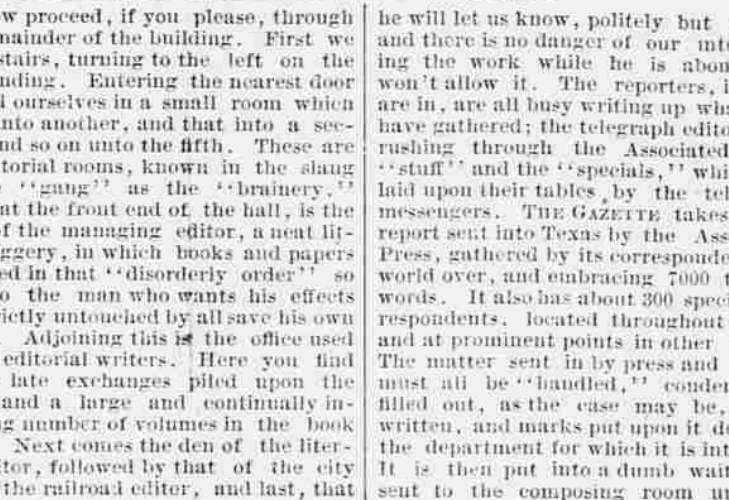 w proceed, if you please, through
mainder of the building. First we
stairs, turning to the left on the
nding. Entering the nearest door
d ourselves in a small room which
into another, and that into a sec-
nd so on unto the fifth. These are
torial rooms, known in the slang
"gang" as the "brainery."
at the front end of the hall, is the
of the managing editor, a neat lit-
ggery, in which books and papers
ed in that "disorderly order" so
o the man who wants his effects
rictly untouched by all save his own
Adjoining this is the office used
editorial writers. Here you find
late exchanges piled upon the
and a large and continually in-
g number of volumes in the book
Next comes the den of the liter-
itor, followed by that of the city
the railroad editor, and last, that
he will let us know, politely but
and there is no danger of our inte
ing the work while he is abou
won't allow it. The reporters, i
are in, are all busy writing up wha
have gathered; the telegraph edito
rushing through the Associated
"stuff" and the "specials," whi
laid upon their tables by the tel
messengers. THE GAZETTE takes
report sent into Texas by the Ass
Press, gathered by its corresponde
world over, and embracing 7000 t
words. It also has about 300 speci
respondents, located throughout
and at prominent points in other
The matter sent in by press and
must all be "handled," conden
filled out, as the case may be,
written, and marks put upon it de
the department for which it is int
It is then put into a dumb wait
sent to the composing room up